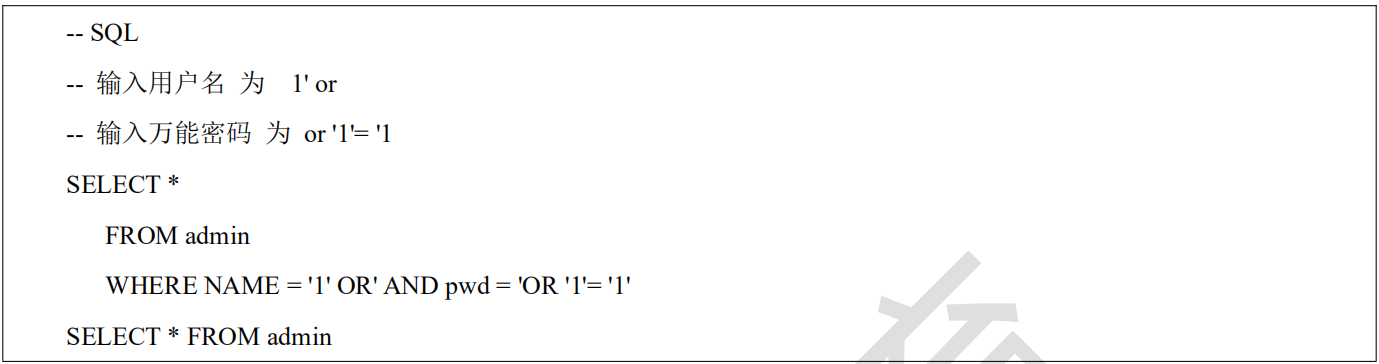 -- SQL
-- 输入用户名 为 1' or
-- 输入万能密码 为 or '1'= '1
SELECT *
FROM admin
WHERE NAME = '1' OR' AND pwd = 'OR '1'= '1'
SELECT * FROM admin